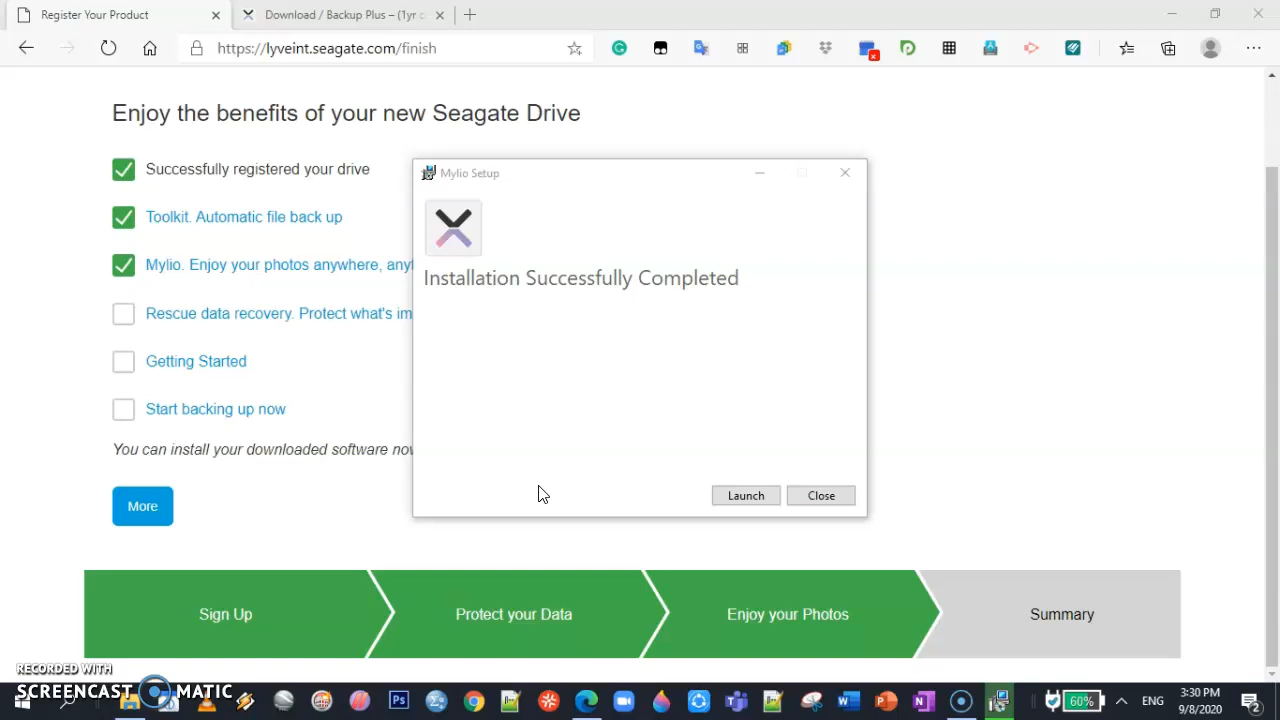 Register Your Product
Download / Backup Plus – (1yr c
https://lyveint.seagate.com/finish
Enjoy the benefits of your new Seagate Drive
Successfully registered your drive
Toolkit. Automatic file back up
Mylio. Enjoy your photos anywhere, any
Rescue data recovery. Protect what's im
Getting Started
Start backing up now
You can install your downloaded software now
More
Mylio Setup
Installation Successfully Completed
Launch
Close
Sign Up
Protect your Data
Enjoy your Photos
Summary
RECORDED WITH
SCREENCAST MATIC
Ps
60%
ENG
3:30 PM
9/8/2020
2